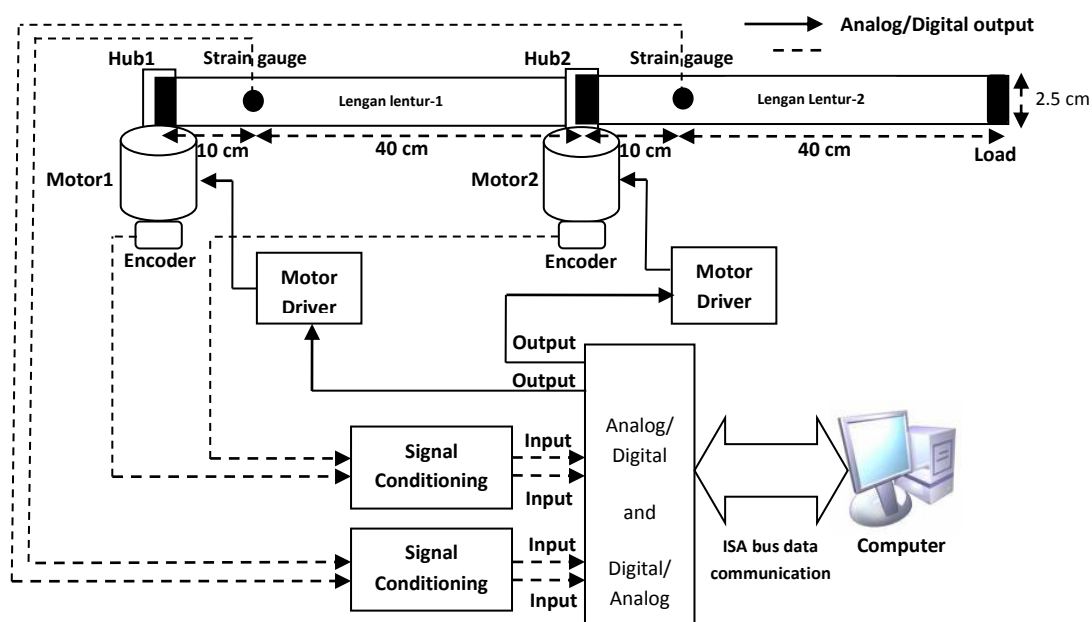 Analog/Digital output
Hub1
Strain gauge
Hub2
Strain gauge
Lengan lentur-1
Lengan Lentur-2
2.5 cm
10 cm
40 cm
10 cm
40 cm
Load
Motor1
Motor2
Encoder
Encoder
Motor
Driver
Motor
Driver
Output
Output
Signal
Conditioning
Input
Input
Signal
Conditioning
Input
Input
Analog/
Digital
and
Digital/
Analog
ISA bus data
communication
Computer